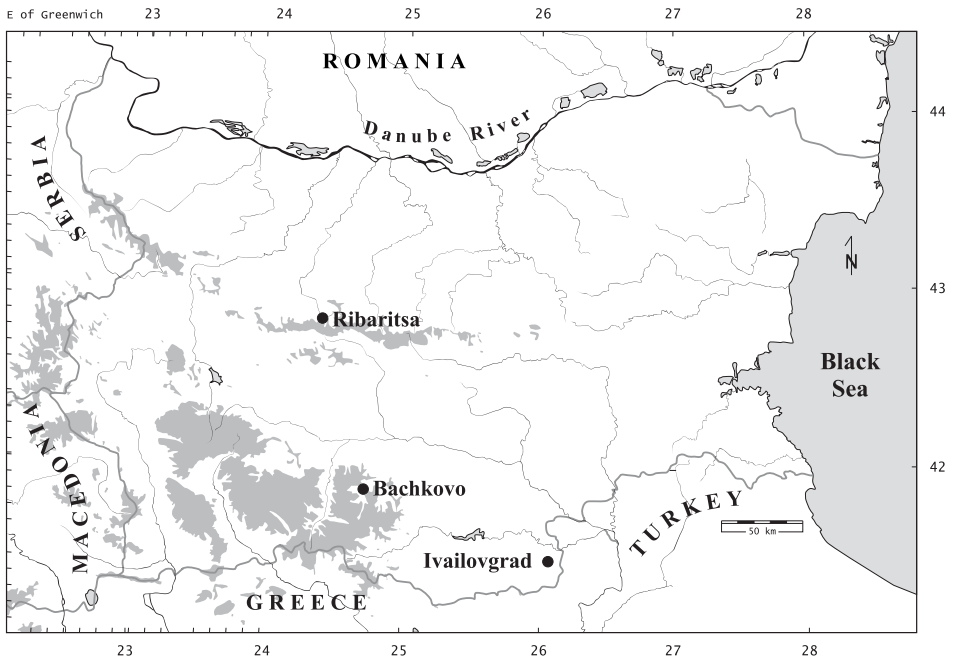 E of Greenwich 23 24 25 26 27 28
ROMANIA
Danube River
44
SERBIA
N
43
Ribaritsa
Black
Sea
MACEDONIA
42
Bachkovo
TURKEY
50 km
Ivailovgrad
GREECE
23 24 25 26 27 28